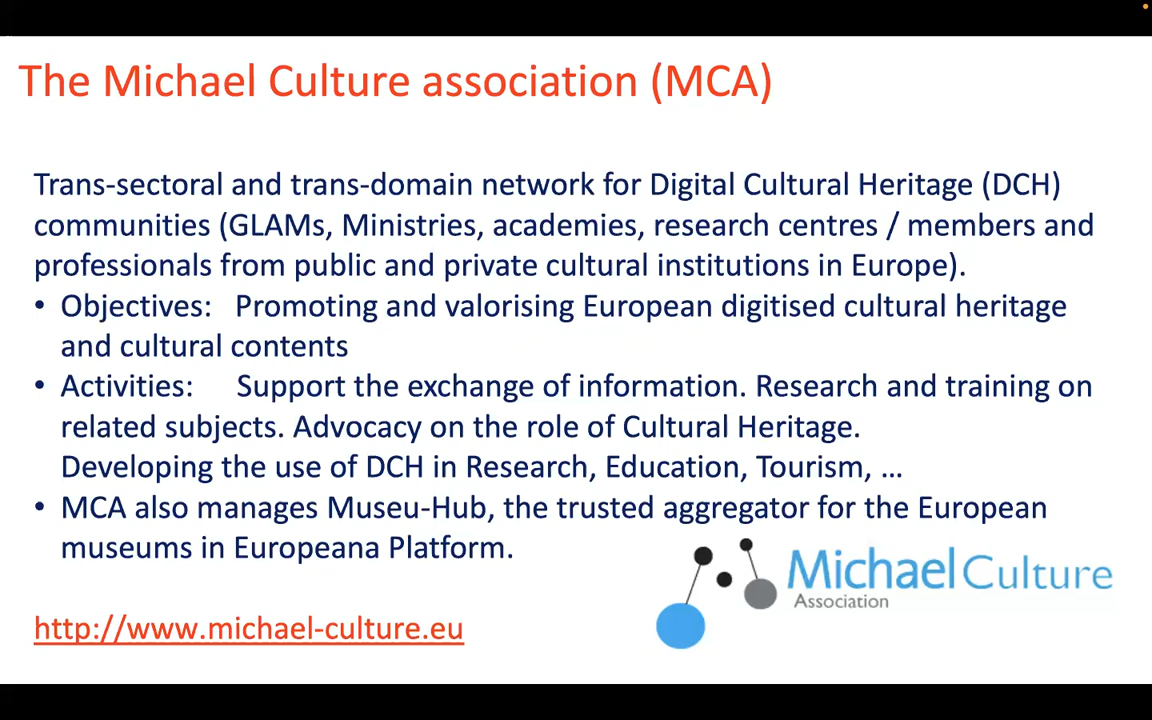 The Michael Culture association (MCA)
Trans-sectoral and trans-domain network for Digital Cultural Heritage (DCH)
communities (GLAMs, Ministries, academies, research centres / members and
professionals from public and private cultural institutions in Europe).
• Objectives: Promoting and valorising European digitised cultural heritage
and cultural contents
• Activities: Support the exchange of information. Research and training on
related subjects. Advocacy on the role of Cultural Heritage.
Developing the use of DCH in Research, Education, Tourism, …
• MCA also manages Museu-Hub, the trusted aggregator for the European
museums in Europeana Platform.
Michael Culture
Association
http://www.michael-culture.eu